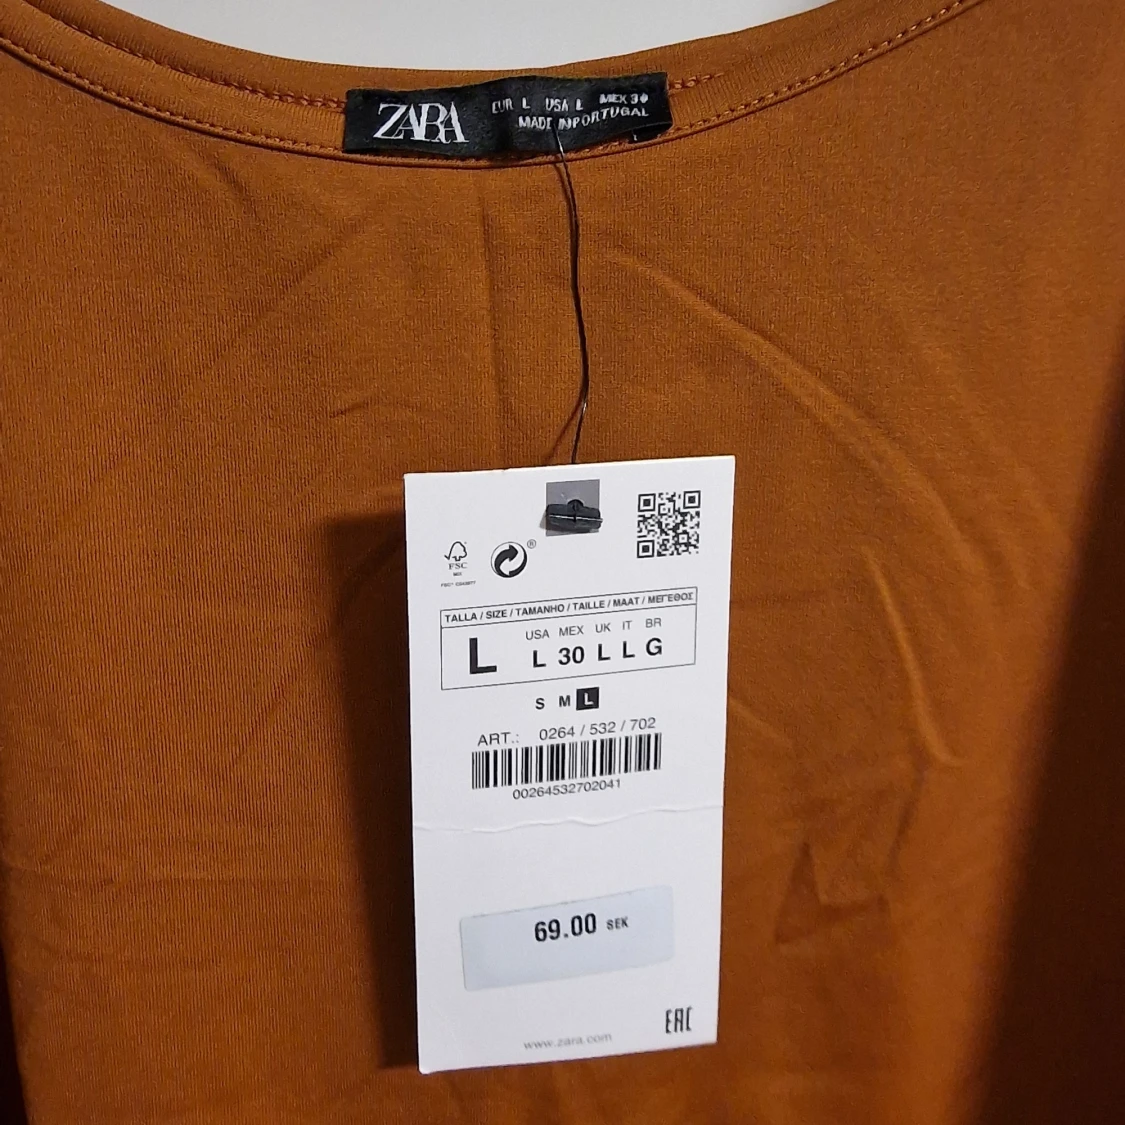 ZARA
EUR L USA L MEX 30
MADE IN PORTUGAL
FSC
®
TALLA / SIZE / TAMANHO / TAILLE / MAAT / ΜΕΓΕΘΟΣ
USA MEX UK IT BR
L L 30 L L G
S M L
ART.: 0264 / 532 / 702
00264532702041
69.00 SEK
EAC
www.zara.com